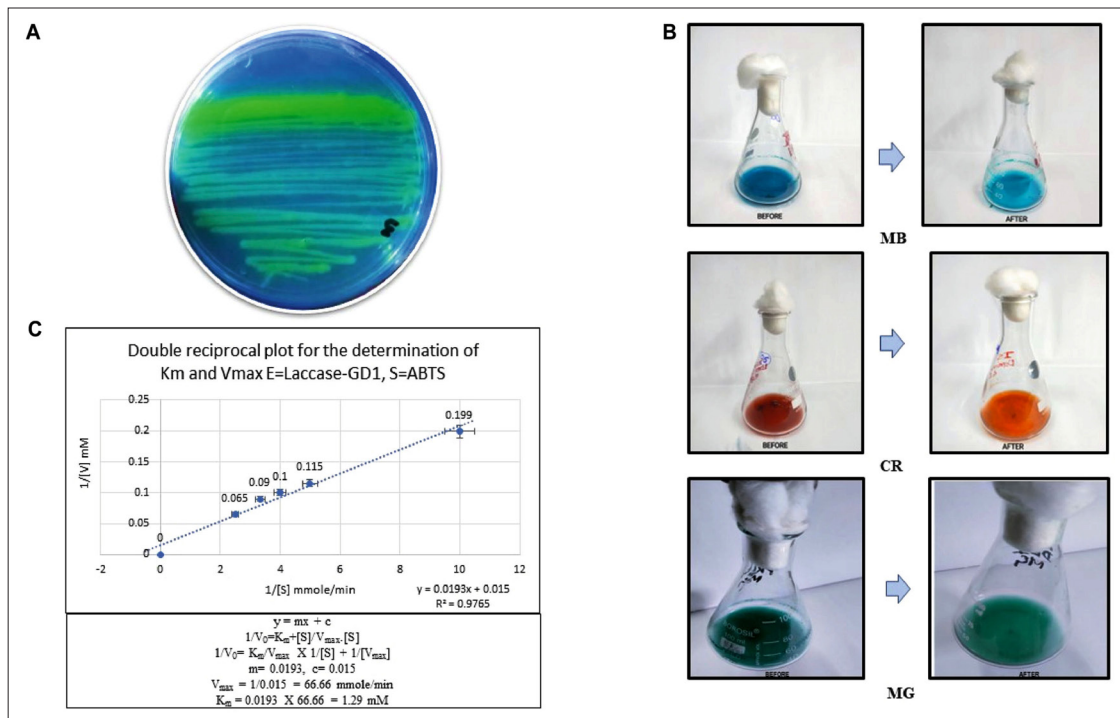 A
B
BEFORE
AFTER
MB
BEFORE
AFTER
CR
BEFORE
AFTER
MG
C
Double reciprocal plot for the determination of
Km and Vmax E=Laccase-GD1, S=ABTS
1/[V] mM
0.25
0.2
0.15
0.1
0.05
0
0
0.065
0.09
0.1
0.115
0.199
-2
0
2
4
6
8
10
12
1/[S] mmole/min
y = 0.0193x + 0.015
R² = 0.9765
y = mx + c
1/V₀=Kₘ+[S]/Vₘₐₓ.[S]
1/V₀= Kₘ/Vₘₐₓ X 1/[S] + 1/[Vₘₐₓ]
m= 0.0193, c= 0.015
Vₘₐₓ = 1/0.015 = 66.66 mmole/min
Kₘ = 0.0193 X 66.66 = 1.29 mM